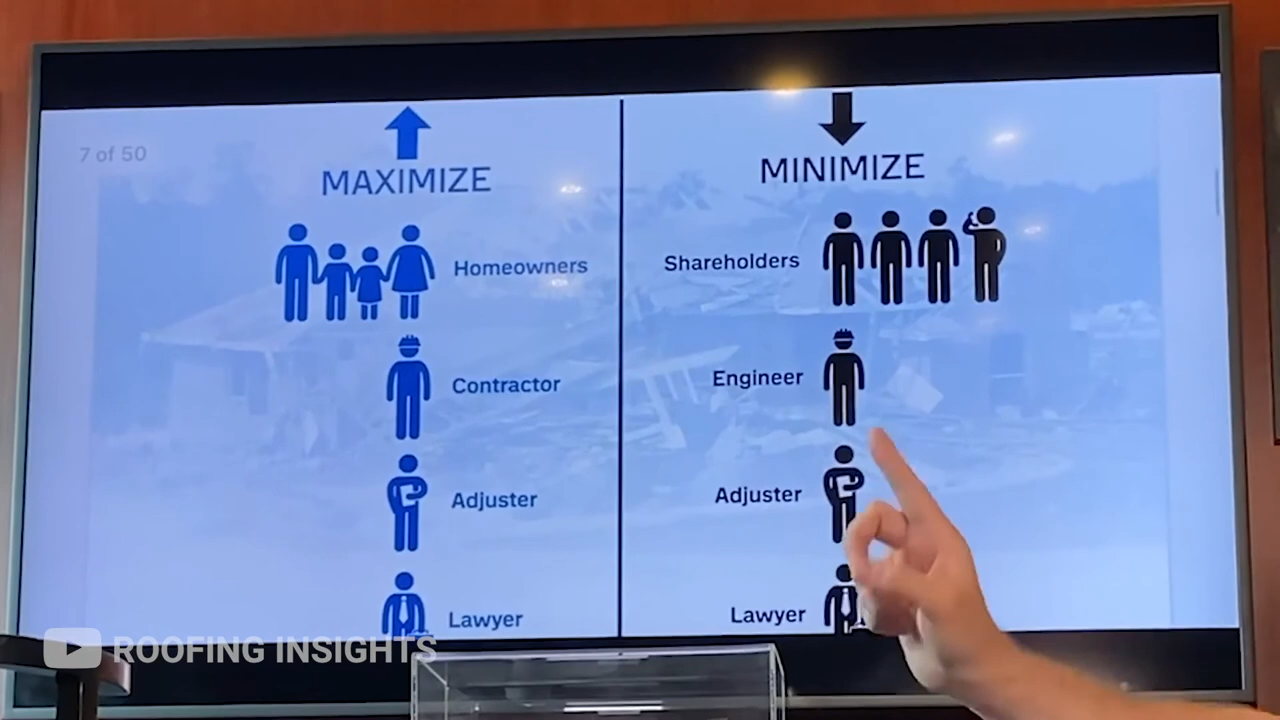 7 of 50
MAXIMIZE
Homeowners
Contractor
Adjuster
Lawyer
MINIMIZE
Shareholders
Engineer
Adjuster
Lawyer
ROOFING INSIGHTS